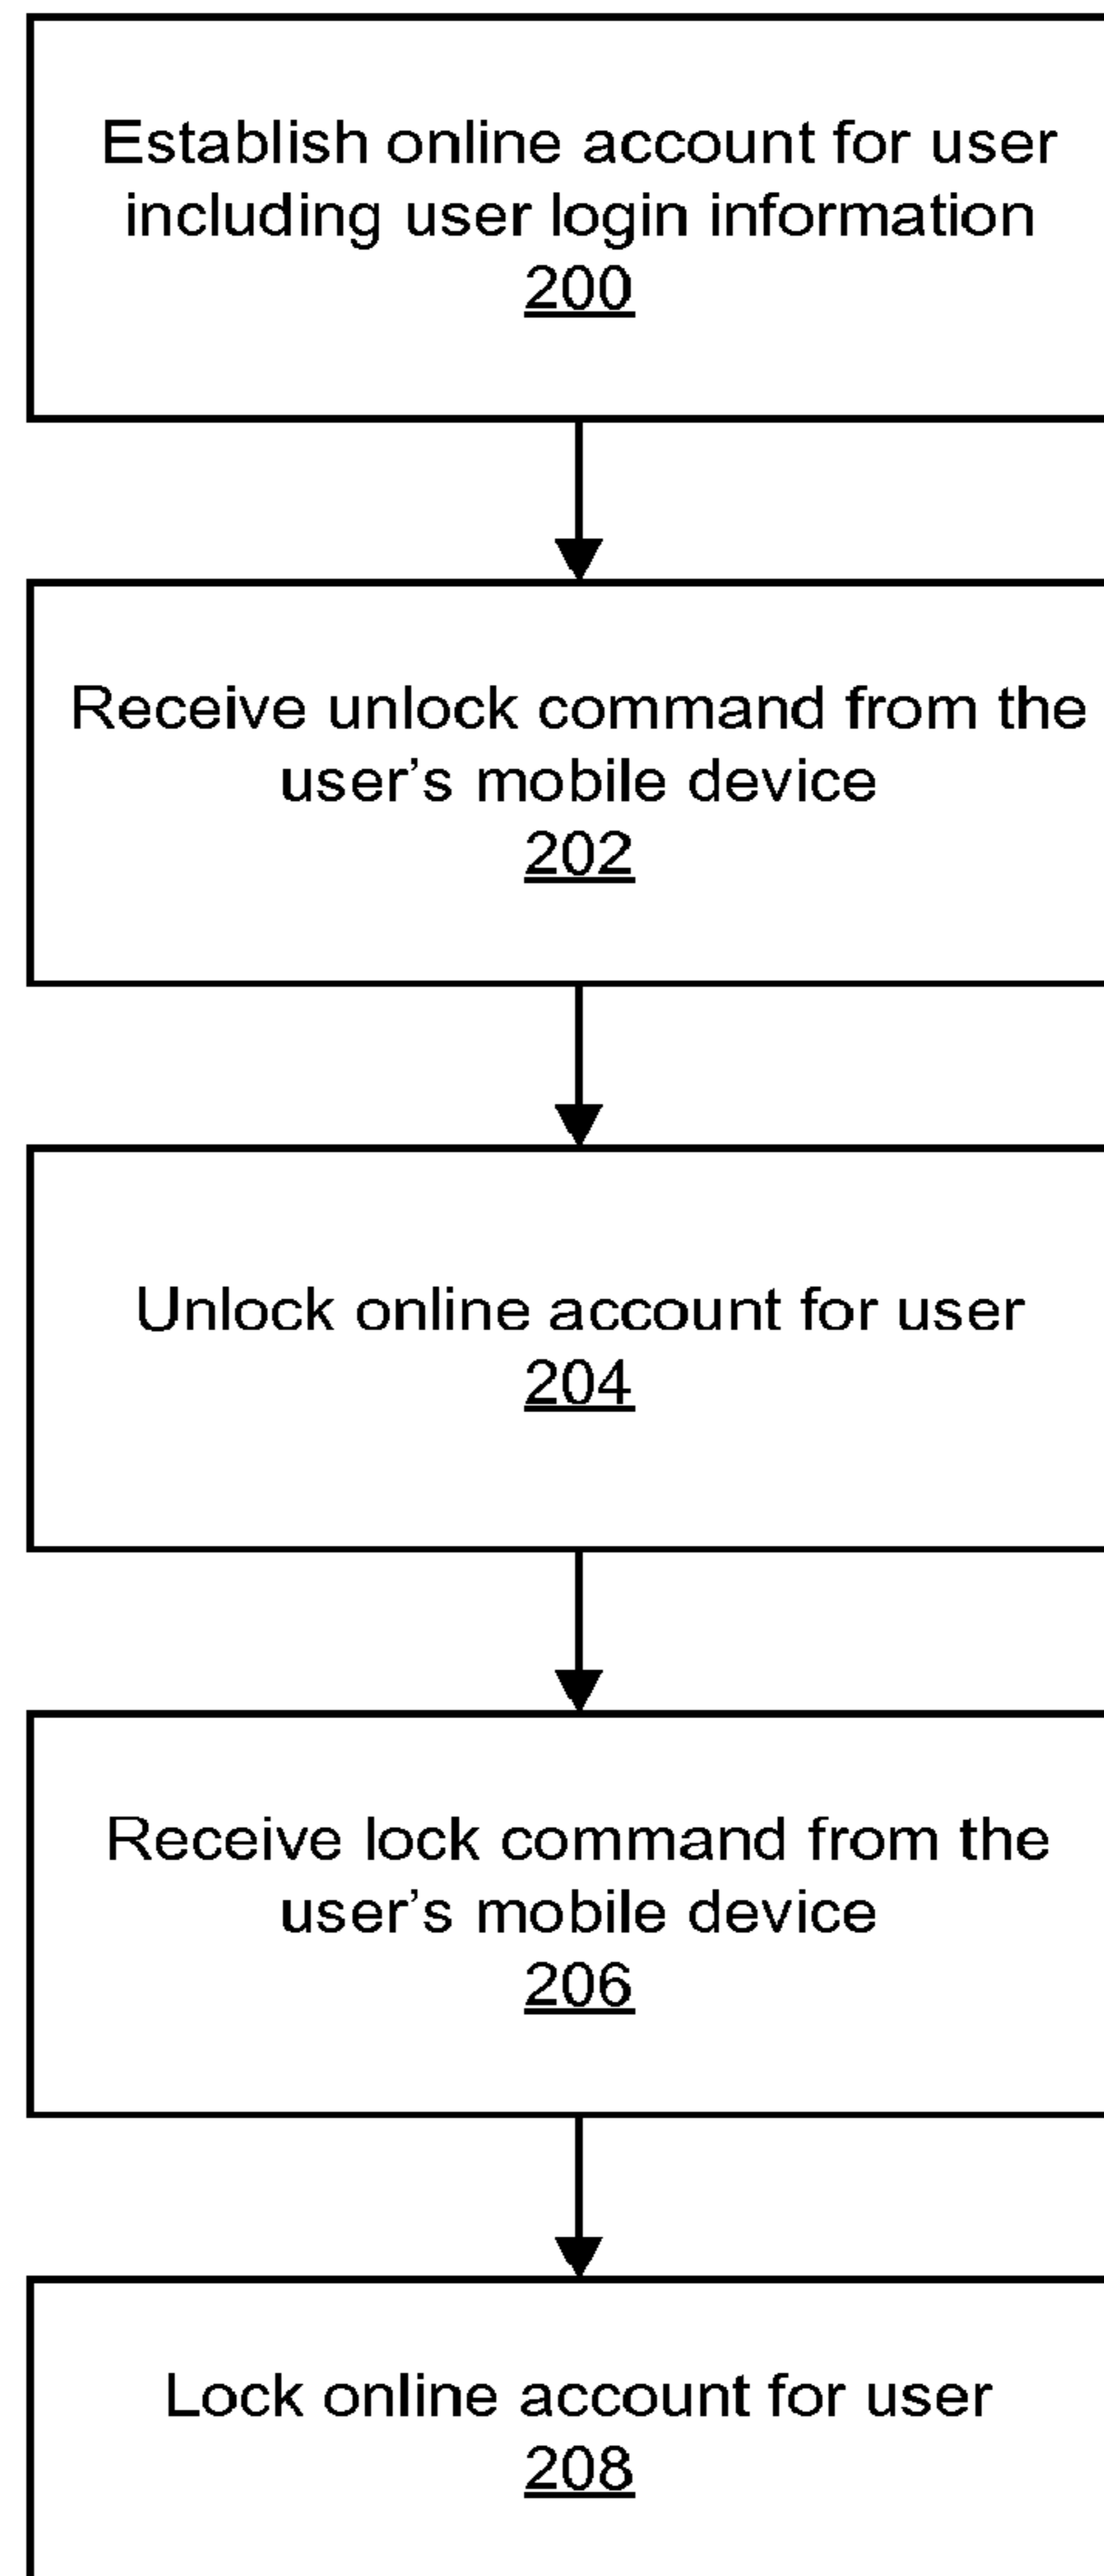 Establish online account for user
including user login information
200
Receive unlock command from the
user's mobile device
202
Unlock online account for user
204
Receive lock command from the
user's mobile device
206
Lock online account for user
208